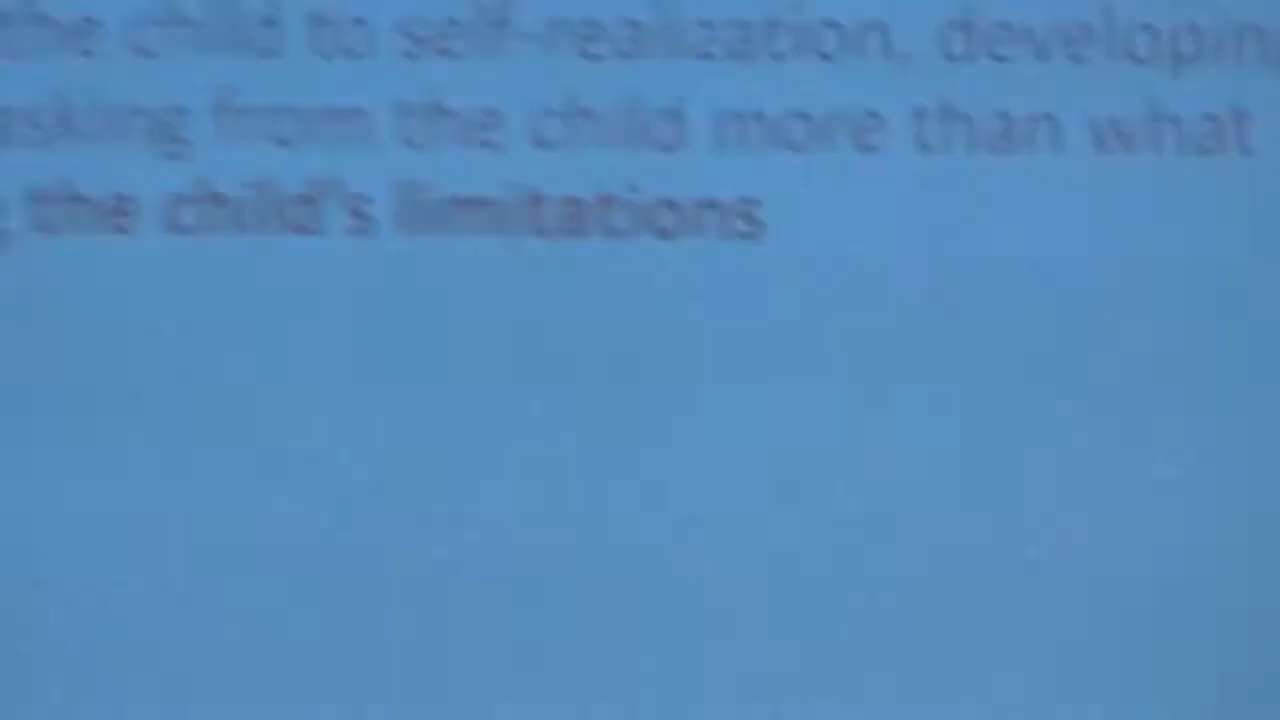 the child to self-realization, developing
asking from the child more than what
the child's limitations